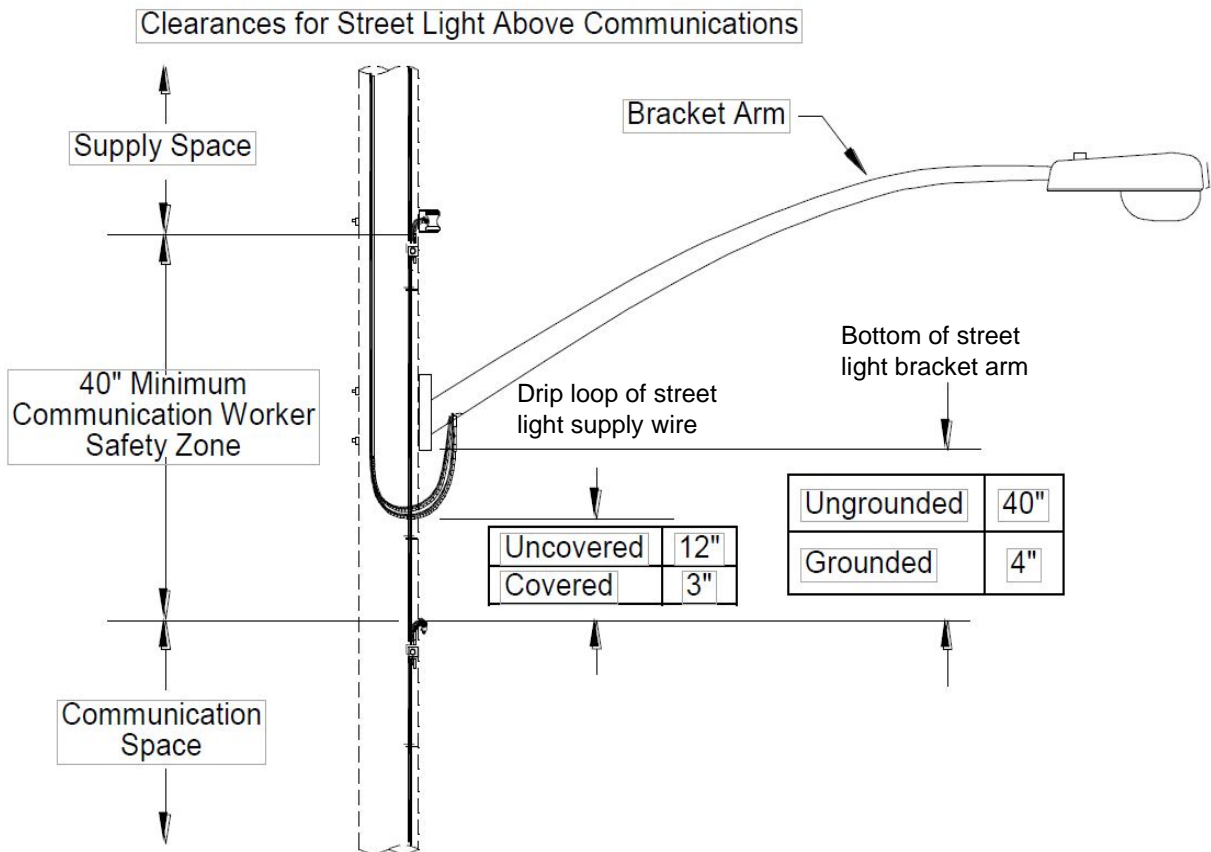 Clearances for Street Light Above Communications
Supply Space
Bracket Arm
40" Minimum
Communication Worker
Safety Zone
Drip loop of street
light supply wire
Bottom of street
light bracket arm
Uncovered 12"
Covered 3"
Ungrounded 40"
Grounded 4"
Communication
Space